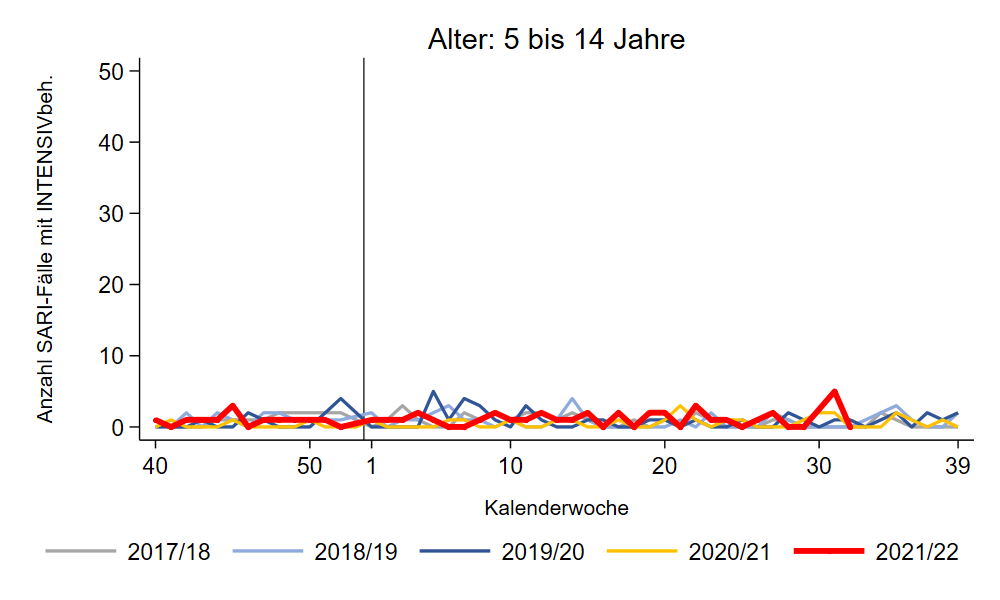 Alter: 5 bis 14 Jahre
Anzahl SARI-Fälle mit INTENSIVbeh.
50
40
30
20
10
0
40 50 1 10 20 30 39
Kalenderwoche
2017/18 2018/19 2019/20 2020/21 2021/22